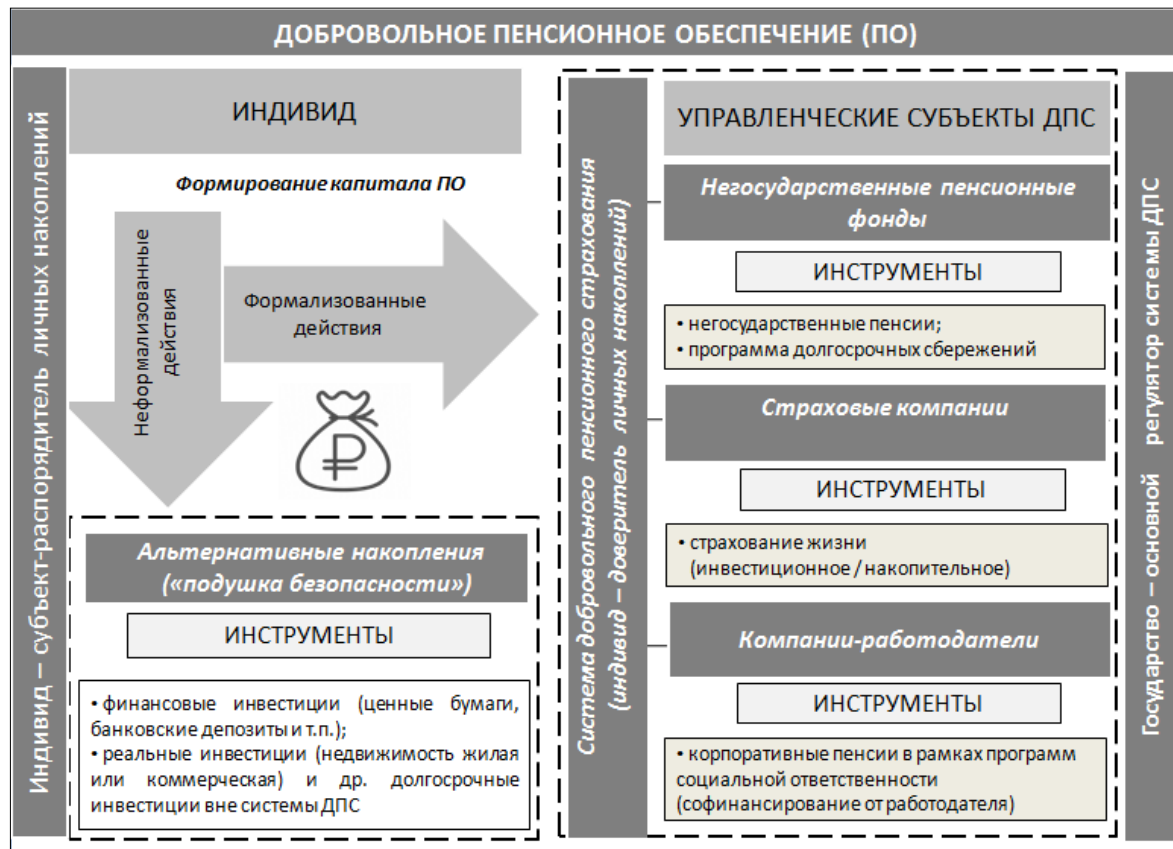 ДОБРОВОЛЬНОЕ ПЕНСИОННОЕ ОБЕСПЕЧЕНИЕ (ПО)
Индивид – субъект-распорядитель личных накоплений
ИНДИВИД
Формирование капитала ПО
Неформализованные
действия
Формализованные
действия
₽
Альтернативные накопления
(«подушка безопасности»)
ИНСТРУМЕНТЫ
• финансовые инвестиции (ценные бумаги,
банковские депозиты и т.п.);
• реальные инвестиции (недвижимость жилая
или коммерческая) и др. долгосрочные
инвестиции вне системы ДПС
Система добровольного пенсионного страхования
(индивид – доверитель личных накоплений)
УПРАВЛЕНЧЕСКИЕ СУБЪЕКТЫ ДПС
Негосударственные пенсионные
фонды
ИНСТРУМЕНТЫ
• негосударственные пенсии;
• программа долгосрочных сбережений
Страховые компании
ИНСТРУМЕНТЫ
• страхование жизни
(инвестиционное / накопительное)
Компании-работодатели
ИНСТРУМЕНТЫ
• корпоративные пенсии в рамках программ
социальной ответственности
(софинансирование от работодателя)
Государство – основной регулятор системы ДПС